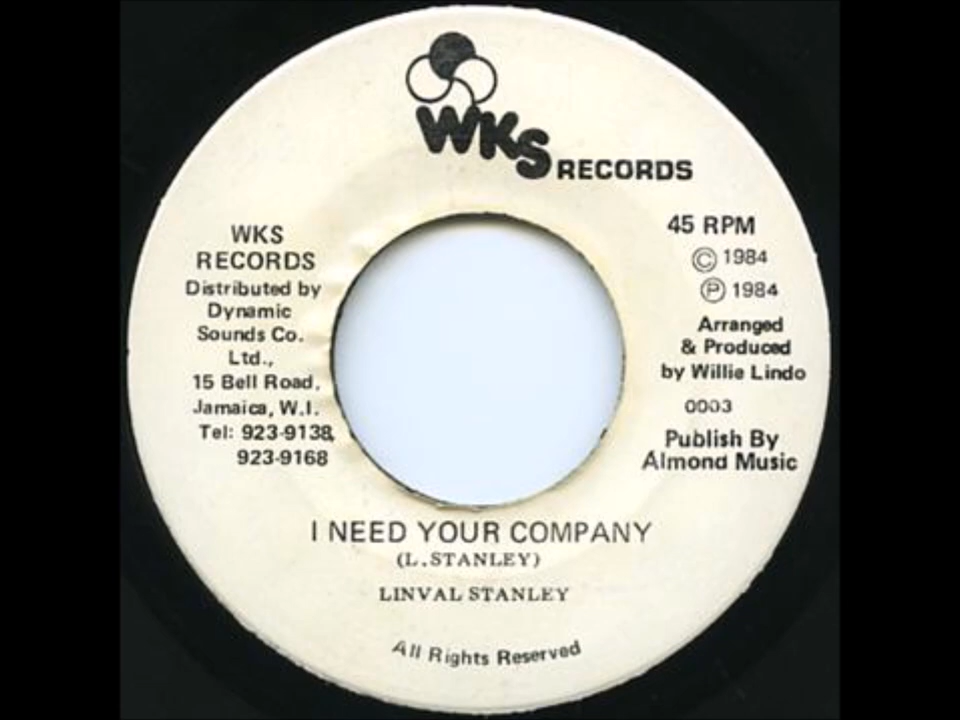 WKS RECORDS
WKS
RECORDS
Distributed by
Dynamic
Sounds Co.
Ltd.,
15 Bell Road,
Jamaica, W.I.
Tel: 923-9138,
923-9168
45 RPM
© 1984
℗ 1984
Arranged
& Produced
by Willie Lindo
0003
Publish By
Almond Music
I NEED YOUR COMPANY
(L. STANLEY)
LINVAL STANLEY
All Rights Reserved